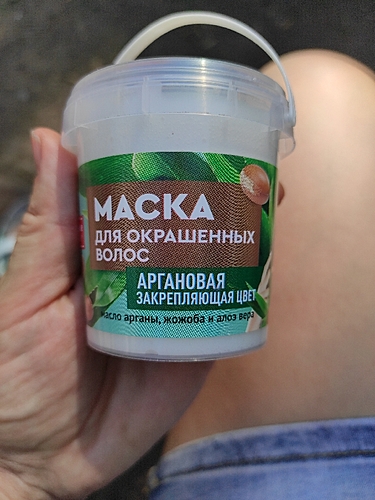 МАСКА
ДЛЯ ОКРАШЕННЫХ
ВОЛОС
АРГАНОВАЯ
ЗАКРЕПЛЯЮЩАЯ ЦВЕТ
масло арганы, жожоба и алоэ вера